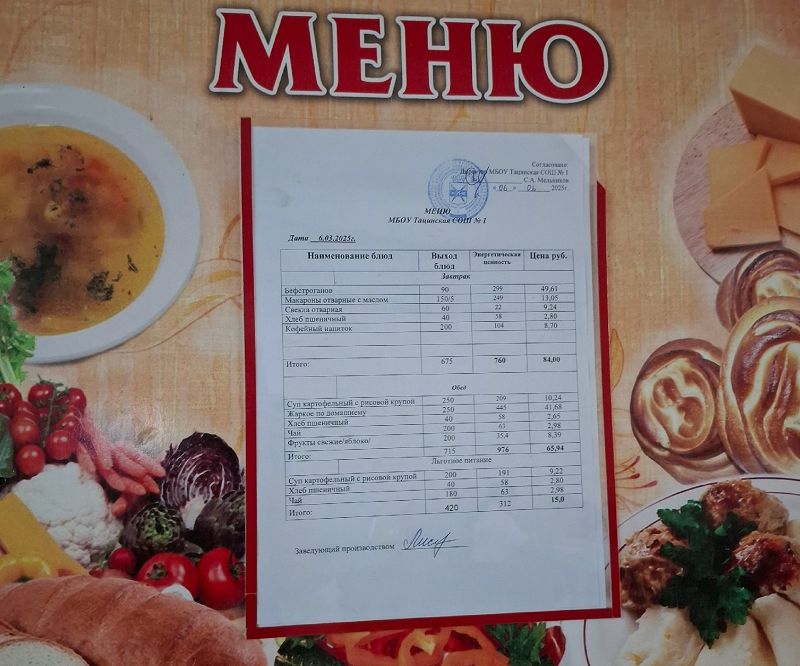 МЕНЮ
Согласовано:
Директор МБОУ Тацинская СОШ № 1
С.А. Мельников
« 06 » 2025г.
МЕНЮ
МБОУ Тацинская СОШ № 1
Дата 6.03.2025г.
Наименование блюд Выход блюд Энергетическая ценность Цена руб.
Завтрак
Бефстроганов 90 299 49,61
Макароны отварные с маслом 150/5 249 13,05
Свекла отварная 60 22 9,24
Хлеб пшеничный 40 58 2,80
Кофейный напиток 200 104 8,70
Итого: 675 760 84,00
Обед
Суп картофельный с рисовой крупой 250 209 10,24
Жаркое по домашнему 250 445 41,68
Хлеб пшеничный 40 58 2,65
Чай 200 63 2,98
Фрукты свежие/яблоко/ 200 35,4 8,39
Итого: 715 976 65,94
Льготное питание
Суп картофельный с рисовой крупой 200 191 9,22
Хлеб пшеничный 40 58 2,80
Чай 180 63 2,98
Итого: 420 312 15,0
Заведующий производством